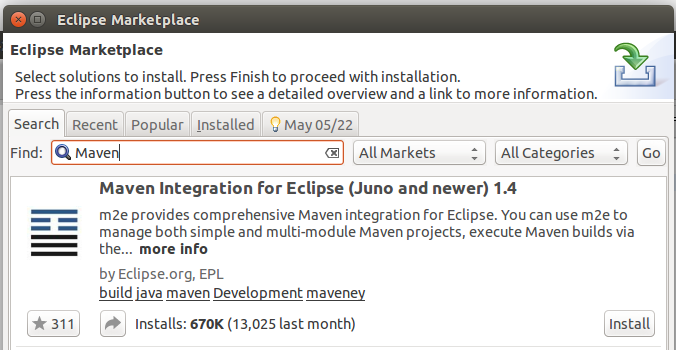 Eclipse Marketplace
Eclipse Marketplace
Select solutions to install. Press Finish to proceed with installation.
Press the information button to see a detailed overview and a link to more information.
Search Recent Popular Installed May 05/22
Find: Maven All Markets All Categories Go
Maven Integration for Eclipse (Juno and newer) 1.4
m2e provides comprehensive Maven integration for Eclipse. You can use m2e to
manage both simple and multi-module Maven projects, execute Maven builds via
the... more info
by Eclipse.org, EPL
build java maven Development maveney
311 Installs: 670K (13,025 last month) Install